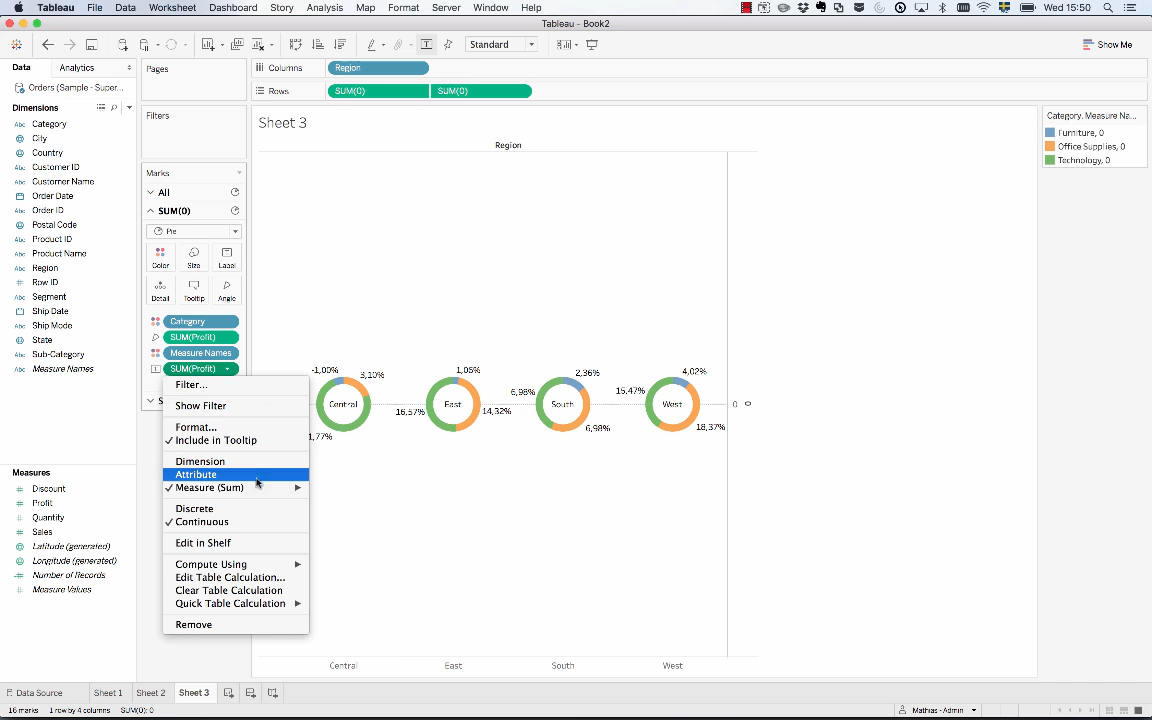 Tableau File Data Worksheet Dashboard Story Analysis Map Format Server Window Help Wed 15:50
Tableau - Book2
Standard Show Me
Data Analytics
Orders (Sample - Super...
Dimensions
Category
City
Country
Customer ID
Customer Name
Order Date
Order ID
Postal Code
Product ID
Product Name
Region
Row ID
Segment
Ship Date
Ship Mode
State
Sub-Category
Measure Names
Measures
Discount
Profit
Quantity
Sales
Latitude (generated)
Longitude (generated)
Number of Records
Measure Values
Pages
Filters
Marks
All
SUM(0)
Pie
Color Size Label
Detail Tooltip Angle
Category
SUM(Profit)
Measure Names
SUM(Profit)
Filter...
Show Filter
Format...
Include in Tooltip
Dimension
Attribute
Measure (Sum)
Discrete
Continuous
Edit in Shelf
Compute Using
Edit Table Calculation...
Clear Table Calculation
Quick Table Calculation
Remove
Columns Region
Rows SUM(0) SUM(0)
Sheet 3
Region
-1,00% 3,10% 1,05% 2,36% 4,02%
6,98% 15,47%
Central East South West 0 0
16,57% 14,32%
1,77% 6,98% 18,37%
Central East South West
Category, Measure Na...
Furniture, 0
Office Supplies, 0
Technology, 0
Data Source Sheet 1 Sheet 2 Sheet 3
16 marks 1 row by 4 columns SUM(0): 0 Mathias - Admin